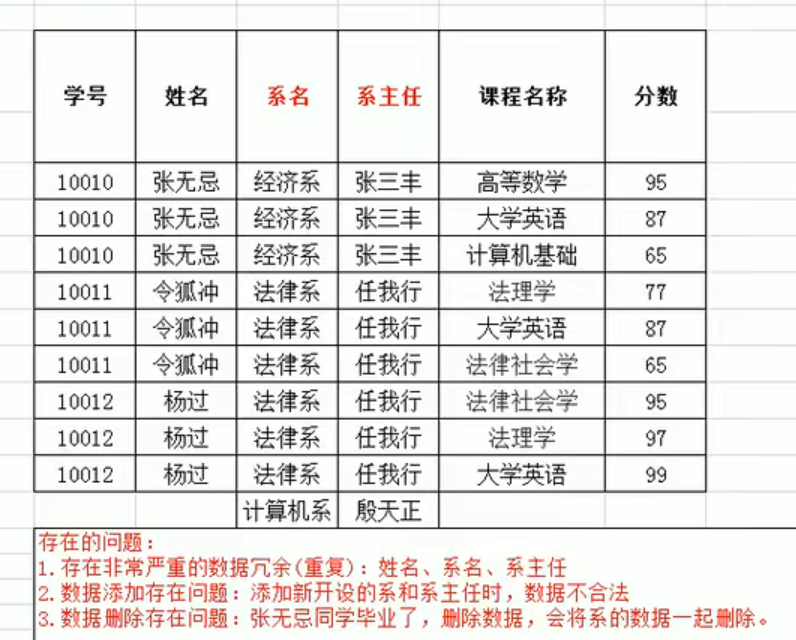 学号 姓名 系名 系主任 课程名称 分数
10010 张无忌 经济系 张三丰 高等数学 95
10010 张无忌 经济系 张三丰 大学英语 87
10010 张无忌 经济系 张三丰 计算机基础 65
10011 令狐冲 法律系 任我行 法理学 77
10011 令狐冲 法律系 任我行 大学英语 87
10011 令狐冲 法律系 任我行 法律社会学 65
10012 杨过 法律系 任我行 法律社会学 95
10012 杨过 法律系 任我行 法理学 97
10012 杨过 法律系 任我行 大学英语 99
计算机系 殷天正
存在的问题：
1.存在非常严重的数据冗余(重复)：姓名、系名、系主任
2.数据添加存在问题：添加新开设的系和系主任时，数据不合法
3.数据删除存在问题：张无忌同学毕业了，删除数据，会将系的数据一起删除。